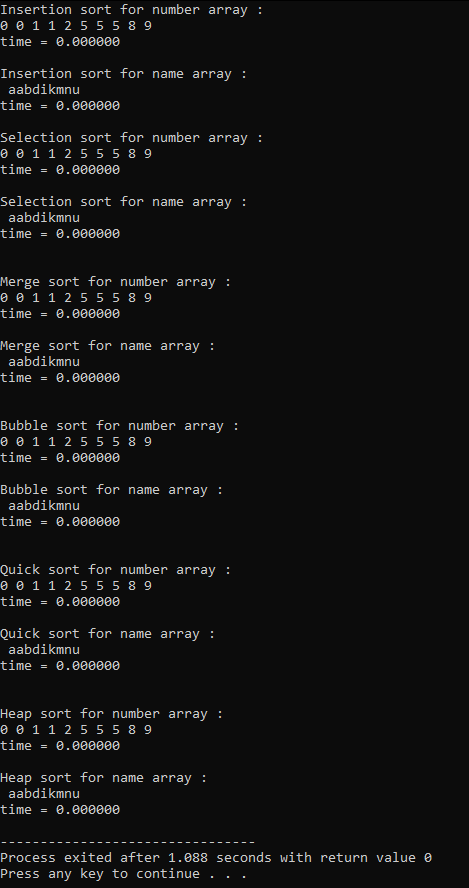 Insertion sort for number array :
0 0 1 1 2 5 5 5 8 9
time = 0.000000
Insertion sort for name array :
 aabdikmnu
time = 0.000000
Selection sort for number array :
0 0 1 1 2 5 5 5 8 9
time = 0.000000
Selection sort for name array :
 aabdikmnu
time = 0.000000
Merge sort for number array :
0 0 1 1 2 5 5 5 8 9
time = 0.000000
Merge sort for name array :
 aabdikmnu
time = 0.000000
Bubble sort for number array :
0 0 1 1 2 5 5 5 8 9
time = 0.000000
Bubble sort for name array :
 aabdikmnu
time = 0.000000
Quick sort for number array :
0 0 1 1 2 5 5 5 8 9
time = 0.000000
Quick sort for name array :
 aabdikmnu
time = 0.000000
Heap sort for number array :
0 0 1 1 2 5 5 5 8 9
time = 0.000000
Heap sort for name array :
 aabdikmnu
time = 0.000000
--------------------------------
Process exited after 1.088 seconds with return value 0
Press any key to continue . . .